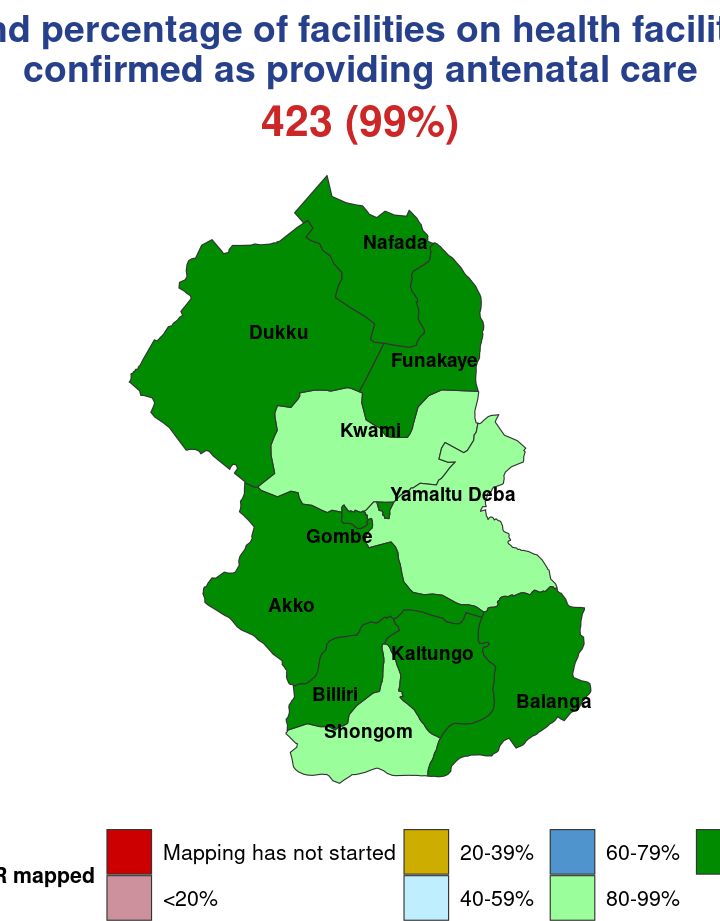 percentage of facilities on health
confirmed as providing antenatal care
423 (99%)
Nafada
Dukku
Funakaye
Kwami
Yamaltu Deba
Gombe
Akko
Kaltungo
Billiri
Balanga
Shongom
mapped
Mapping has not started
20-39%
60-79%
<20%
40-59%
80-99%